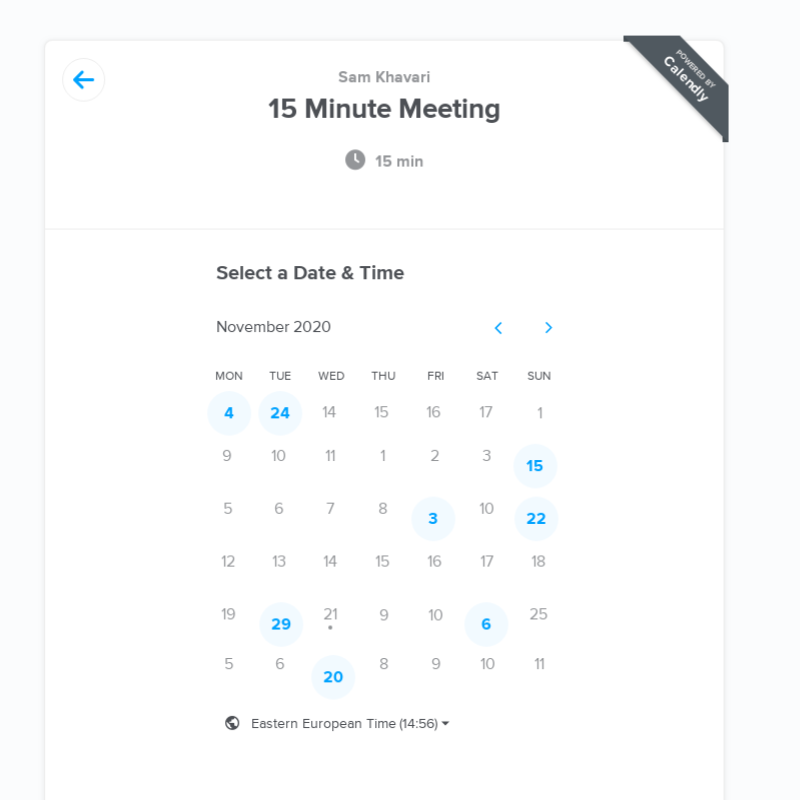 POWERED BY
Calendly
Sam Khavari
15 Minute Meeting
15 min
Select a Date & Time
November 2020
MON TUE WED THU FRI SAT SUN
4 24 14 15 16 17 1
9 10 11 1 2 3 15
5 6 7 8 3 10 22
12 13 14 15 16 17 18
19 29 21 9 10 6 25
5 6 20 8 9 10 11
Eastern European Time (14:56)